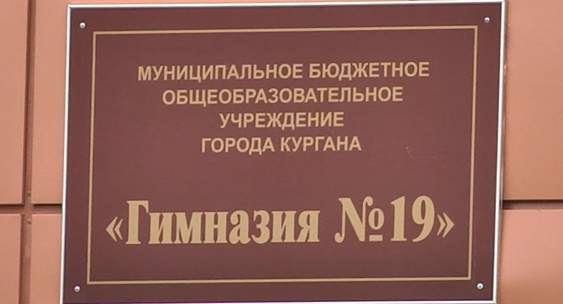 МУНИЦИПАЛЬНОЕ БЮДЖЕТНОЕ
ОБЩЕОБРАЗОВАТЕЛЬНОЕ
УЧРЕЖДЕНИЕ
ГОРОДА КУРГАНА
«Гимназия №19»